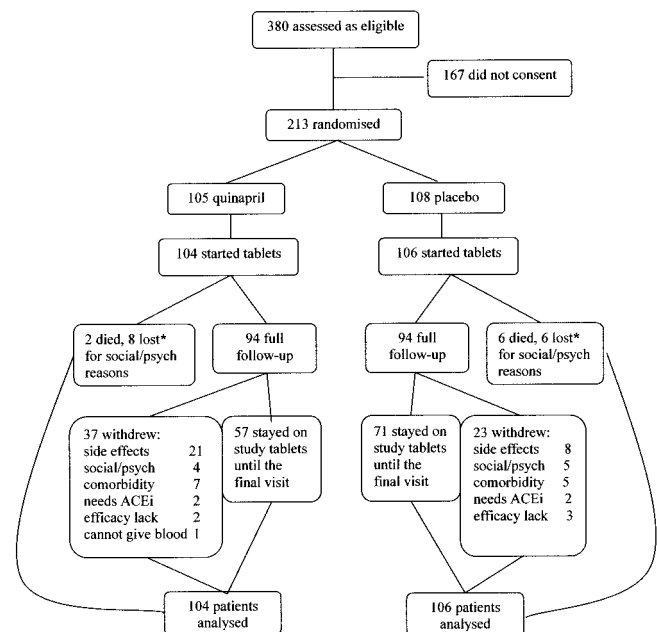 380 assessed as eligible
167 did not consent
213 randomised
105 quinapril
108 placebo
104 started tablets
106 started tablets
2 died, 8 lost*
for social/psych
reasons
94 full
follow-up
94 full
follow-up
6 died, 6 lost*
for social/psych
reasons
37 withdrew:
side effects 21
social/psych 4
comorbidity 7
needs ACEi 2
efficacy lack 2
cannot give blood 1
57 stayed on
study tablets
until the
final visit
71 stayed on
study tablets
until the
final visit
23 withdrew:
side effects 8
social/psych 5
comorbidity 5
needs ACEi 2
efficacy lack 3
104 patients
analysed
106 patients
analysed